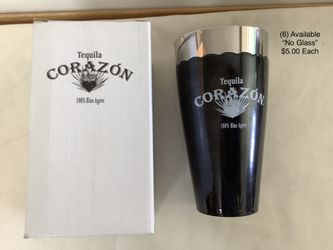 Tequila
CORAZÓN
100% Blue Agave
Tequila
CORAZÓN
100% Blue Agave
(6) Available
"No Glass"
$5.00 Each